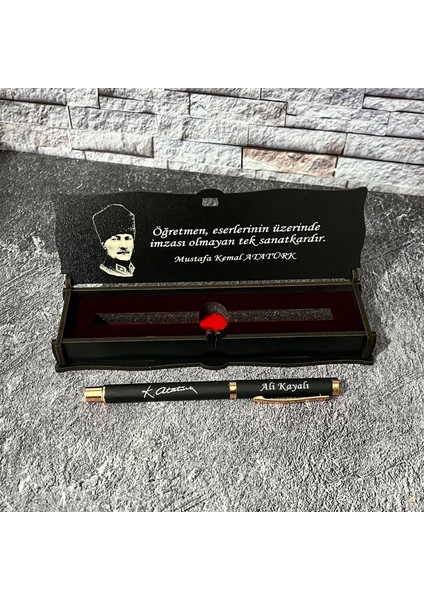 Öğretmen, eserlerinin üzerinde
imzası olmayan tek sanatkardır.
Mustafa Kemal ATATÜRK
K. Atatürk
Ali Kayalı